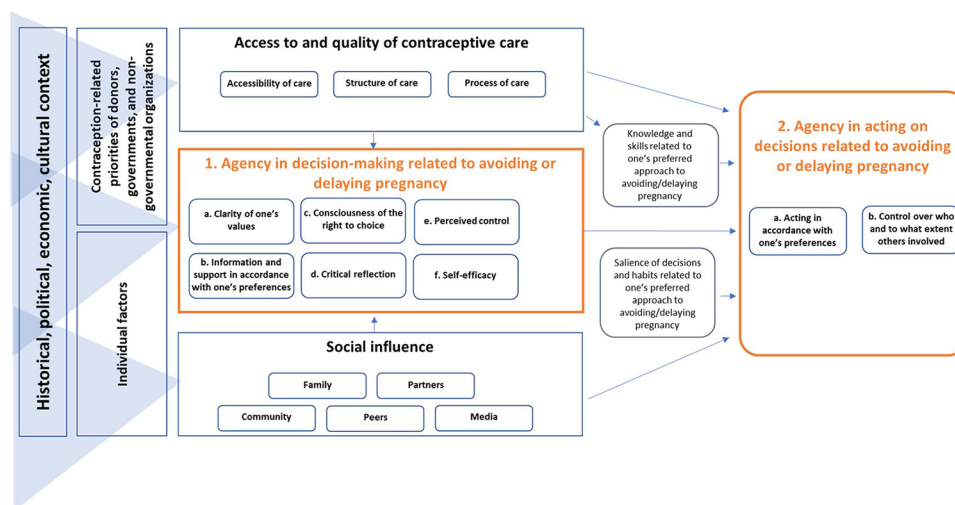 Historical, political, economic, cultural context
Contraception-related
priorities of donors,
governments, and non-
governmental organizations
Individual factors
Access to and quality of contraceptive care
Accessibility of care
Structure of care
Process of care
1. Agency in decision-making related to avoiding or
delaying pregnancy
a. Clarity of one's
values
c. Consciousness of the
right to choice
e. Perceived control
b. Information and
support in accordance
with one's preferences
d. Critical reflection
f. Self-efficacy
Social influence
Family
Partners
Community
Peers
Media
Knowledge and
skills related to
one's preferred
approach to
avoiding/delaying
pregnancy
Salience of decisions
and habits related to
one's preferred
approach to
avoiding/delaying
pregnancy
2. Agency in acting on
decisions related to avoiding
or delaying pregnancy
a. Acting in
accordance with
one's preferences
b. Control over who
and to what extent
others involved